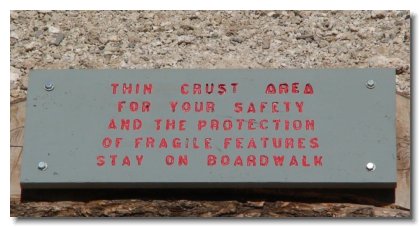 THIN CRUST AREA
FOR YOUR SAFETY
AND THE PROTECTION
OF FRAGILE FEATURES
STAY ON BOARDWALK